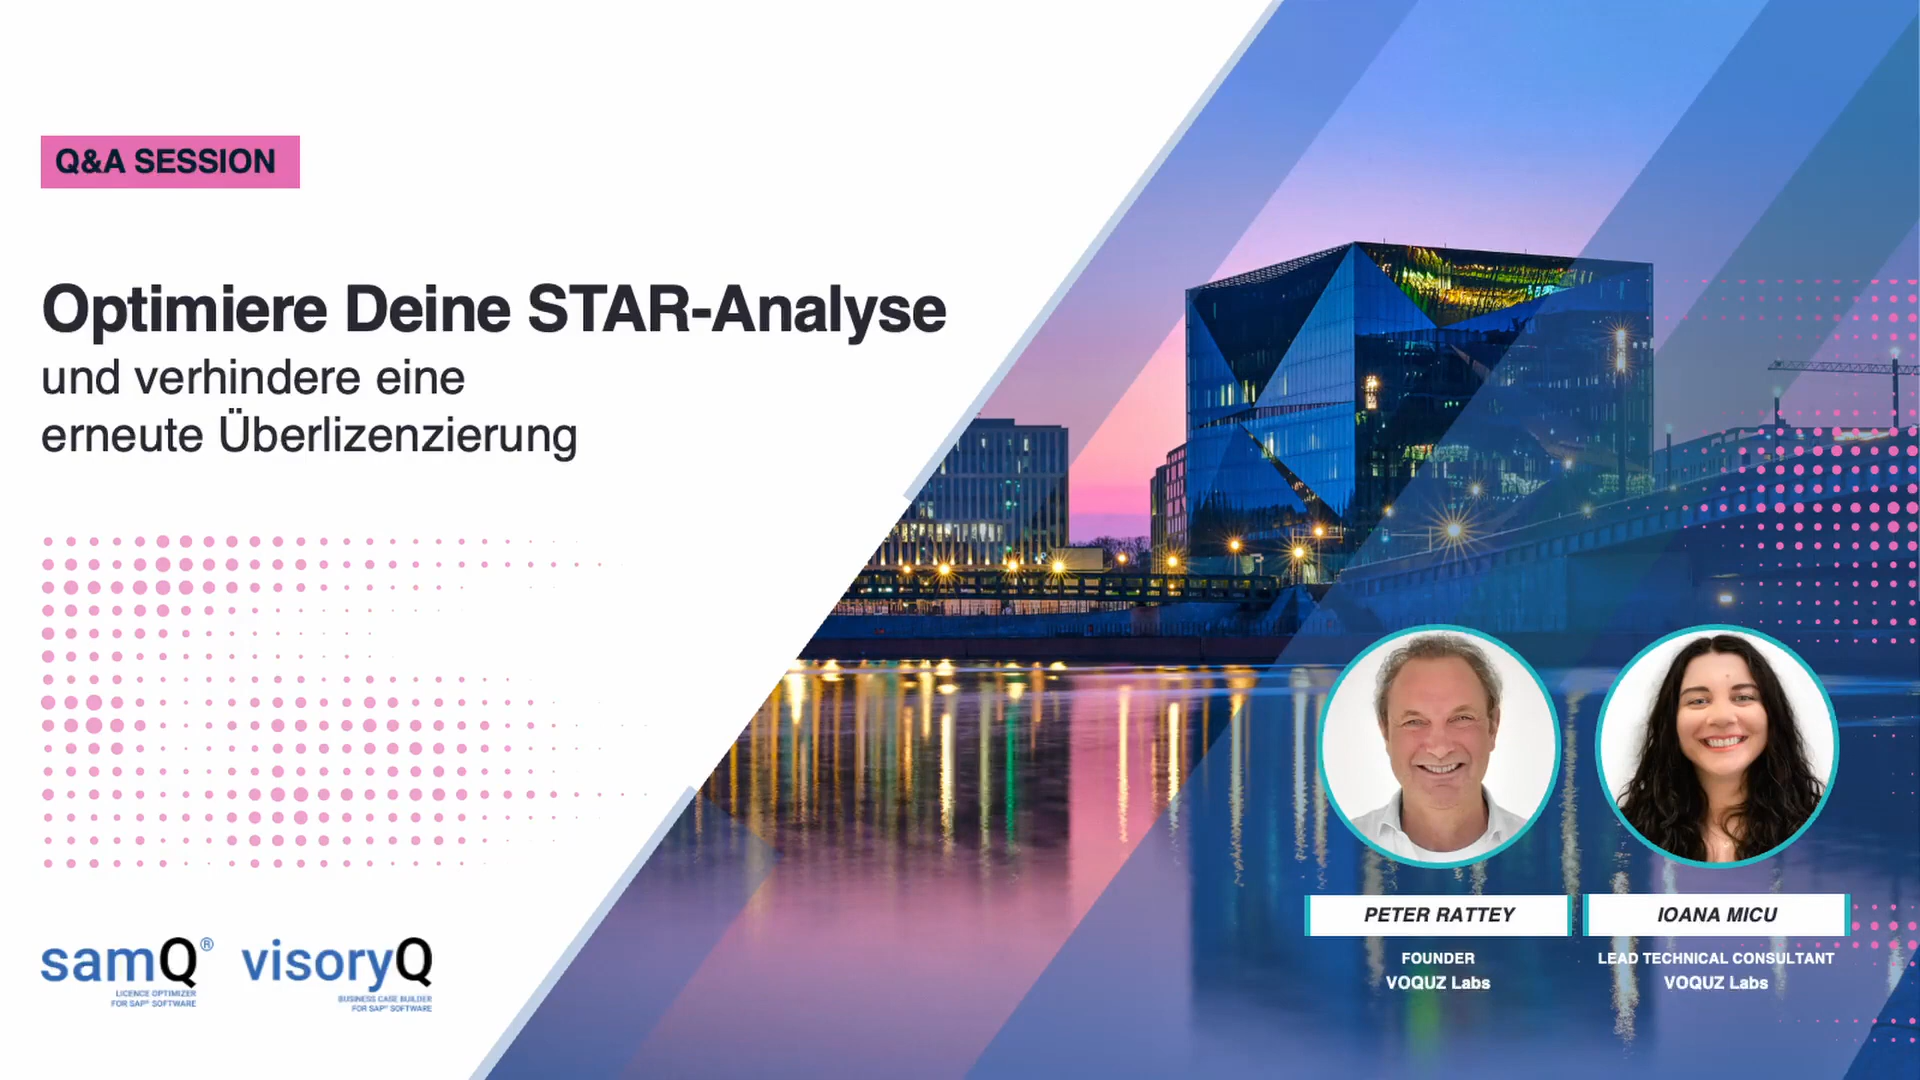 Q&A SESSION
Optimiere Deine STAR-Analyse
und verhindere eine
erneute Überlizenzierung
samQ®
LICENCE OPTIMIZER
FOR SAP® SOFTWARE
visoryQ
BUSINESS CASE BUILDER
FOR SAP® SOFTWARE
PETER RATTEY
FOUNDER
VOQUZ Labs
IOANA MICU
LEAD TECHNICAL CONSULTANT
VOQUZ Labs